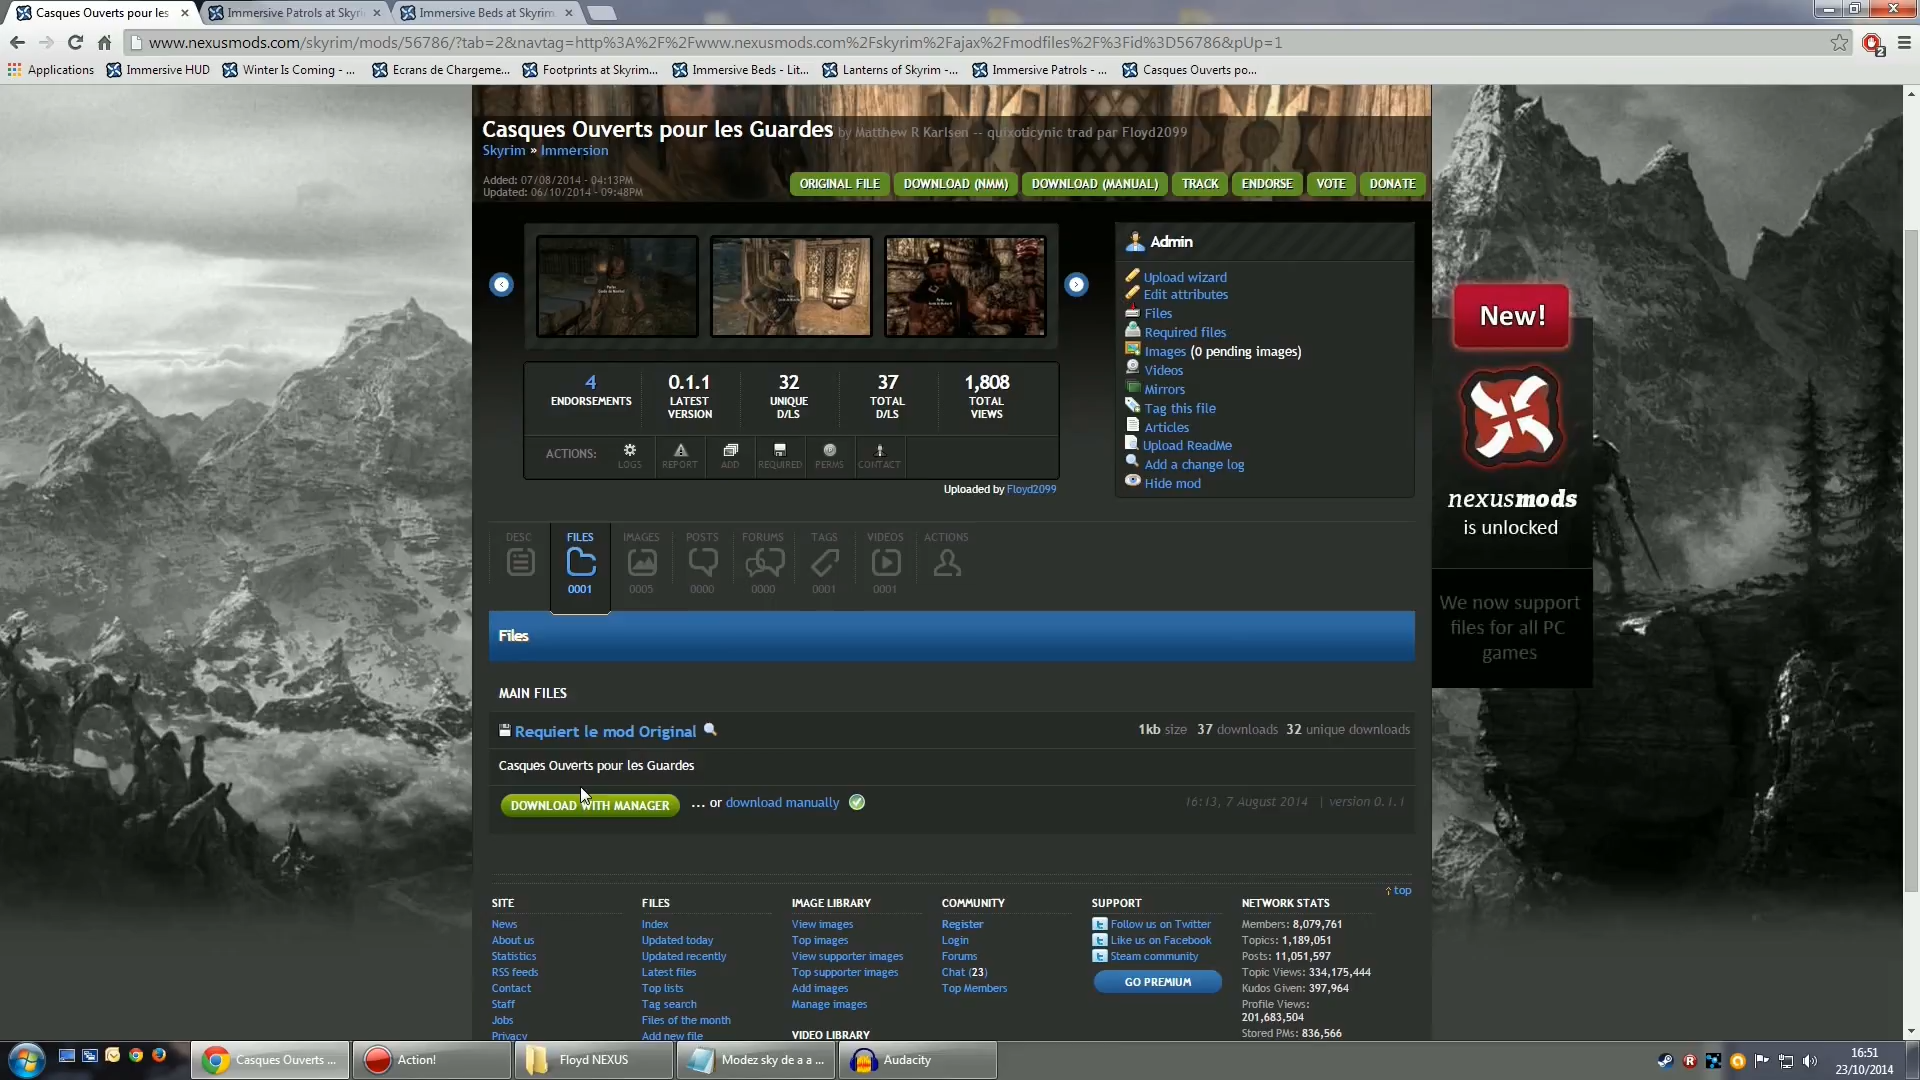 Casques Ouverts pour les
Immersive Patrols at Skyri
Immersive Beds at Skyrim
www.nexusmods.com/skyrim/mods/56786/?tab=2&navtag=http%3A%2F%2Fwww.nexusmods.com%2Fskyrim%2Fajax%2Fmodfiles%2F%3Fid%3D56786&pUp=1
2
Applications
Immersive HUD
Winter Is Coming - ...
Ecrans de Chargeme...
Footprints at Skyrim...
Immersive Beds - Lit...
Lanterns of Skyrim -...
Immersive Patrols - ...
Casques Ouverts po...
Casques Ouverts pour les Guardes by Matthew R Karlsen -- quixoticynic trad par Floyd2099
Skyrim » Immersion
Added: 07/08/2014 - 04:13PM
Updated: 06/10/2014 - 09:48PM
ORIGINAL FILE
DOWNLOAD (NMM)
DOWNLOAD (MANUAL)
TRACK
ENDORSE
VOTE
DONATE
Admin
Upload wizard
Edit attributes
Files
Required files
Images (0 pending images)
Videos
Mirrors
Tag this file
Articles
Upload ReadMe
Add a change log
Hide mod
4
ENDORSEMENTS
0.1.1
LATEST
VERSION
32
UNIQUE
D/LS
37
TOTAL
D/LS
1,808
TOTAL
VIEWS
ACTIONS:
LOGS
REPORT
ADD
REQUIRED
PERMS
CONTACT
Uploaded by Floyd2099
New!
nexusmods
is unlocked
We now support
files for all PC
games
DESC
FILES
0001
IMAGES
0005
POSTS
0000
FORUMS
0000
TAGS
0001
VIDEOS
0001
ACTIONS
Files
MAIN FILES
Requiert le mod Original
1kb size 37 downloads 32 unique downloads
Casques Ouverts pour les Guardes
DOWNLOAD WITH MANAGER
... or download manually
16:13, 7 August 2014 | version 0.1.1
top
SITE
News
About us
Statistics
RSS feeds
Contact
Staff
Jobs
Privacy
FILES
Index
Updated today
Updated recently
Latest files
Top lists
Tag search
Files of the month
Add new file
IMAGE LIBRARY
View images
Top images
View supporter images
Top supporter images
Add images
Manage images
VIDEO LIBRARY
COMMUNITY
Register
Login
Forums
Chat (23)
Top Members
SUPPORT
Follow us on Twitter
Like us on Facebook
Steam community
GO PREMIUM
NETWORK STATS
Members: 8,079,761
Topics: 1,189,051
Posts: 11,051,597
Topic Views: 334,175,444
Kudos Given: 397,964
Profile Views:
201,683,504
Stored PMs: 836,566
Casques Ouverts ...
Action!
Floyd NEXUS
Modez sky de a a ...
Audacity
16:51
23/10/2014